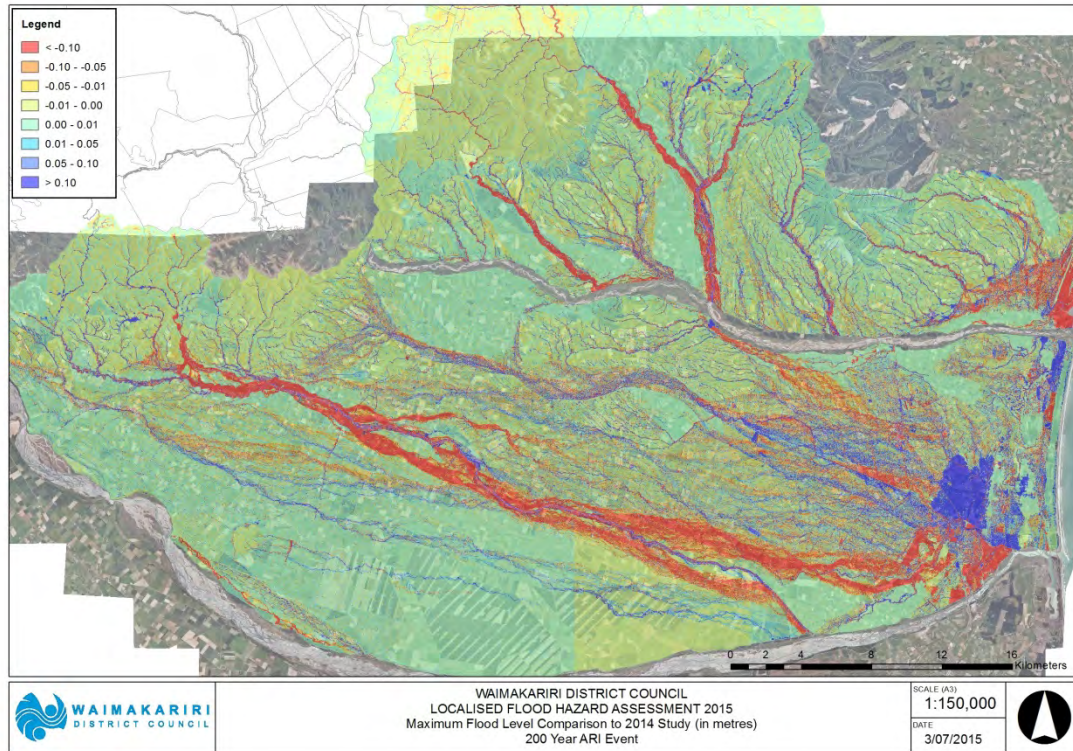 Legend
< -0.10
-0.10 - -0.05
-0.05 - -0.01
-0.01 - 0.00
0.00 - 0.01
0.01 - 0.05
0.05 - 0.10
> 0.10
0 2 4 8 12 16
Kilometers
WAIMAKARIRI
DISTRICT COUNCIL
WAIMAKARIRI DISTRICT COUNCIL
LOCALISED FLOOD HAZARD ASSESSMENT 2015
Maximum Flood Level Comparison to 2014 Study (in metres)
200 Year ARI Event
SCALE (A3)
1:150,000
DATE
3/07/2015